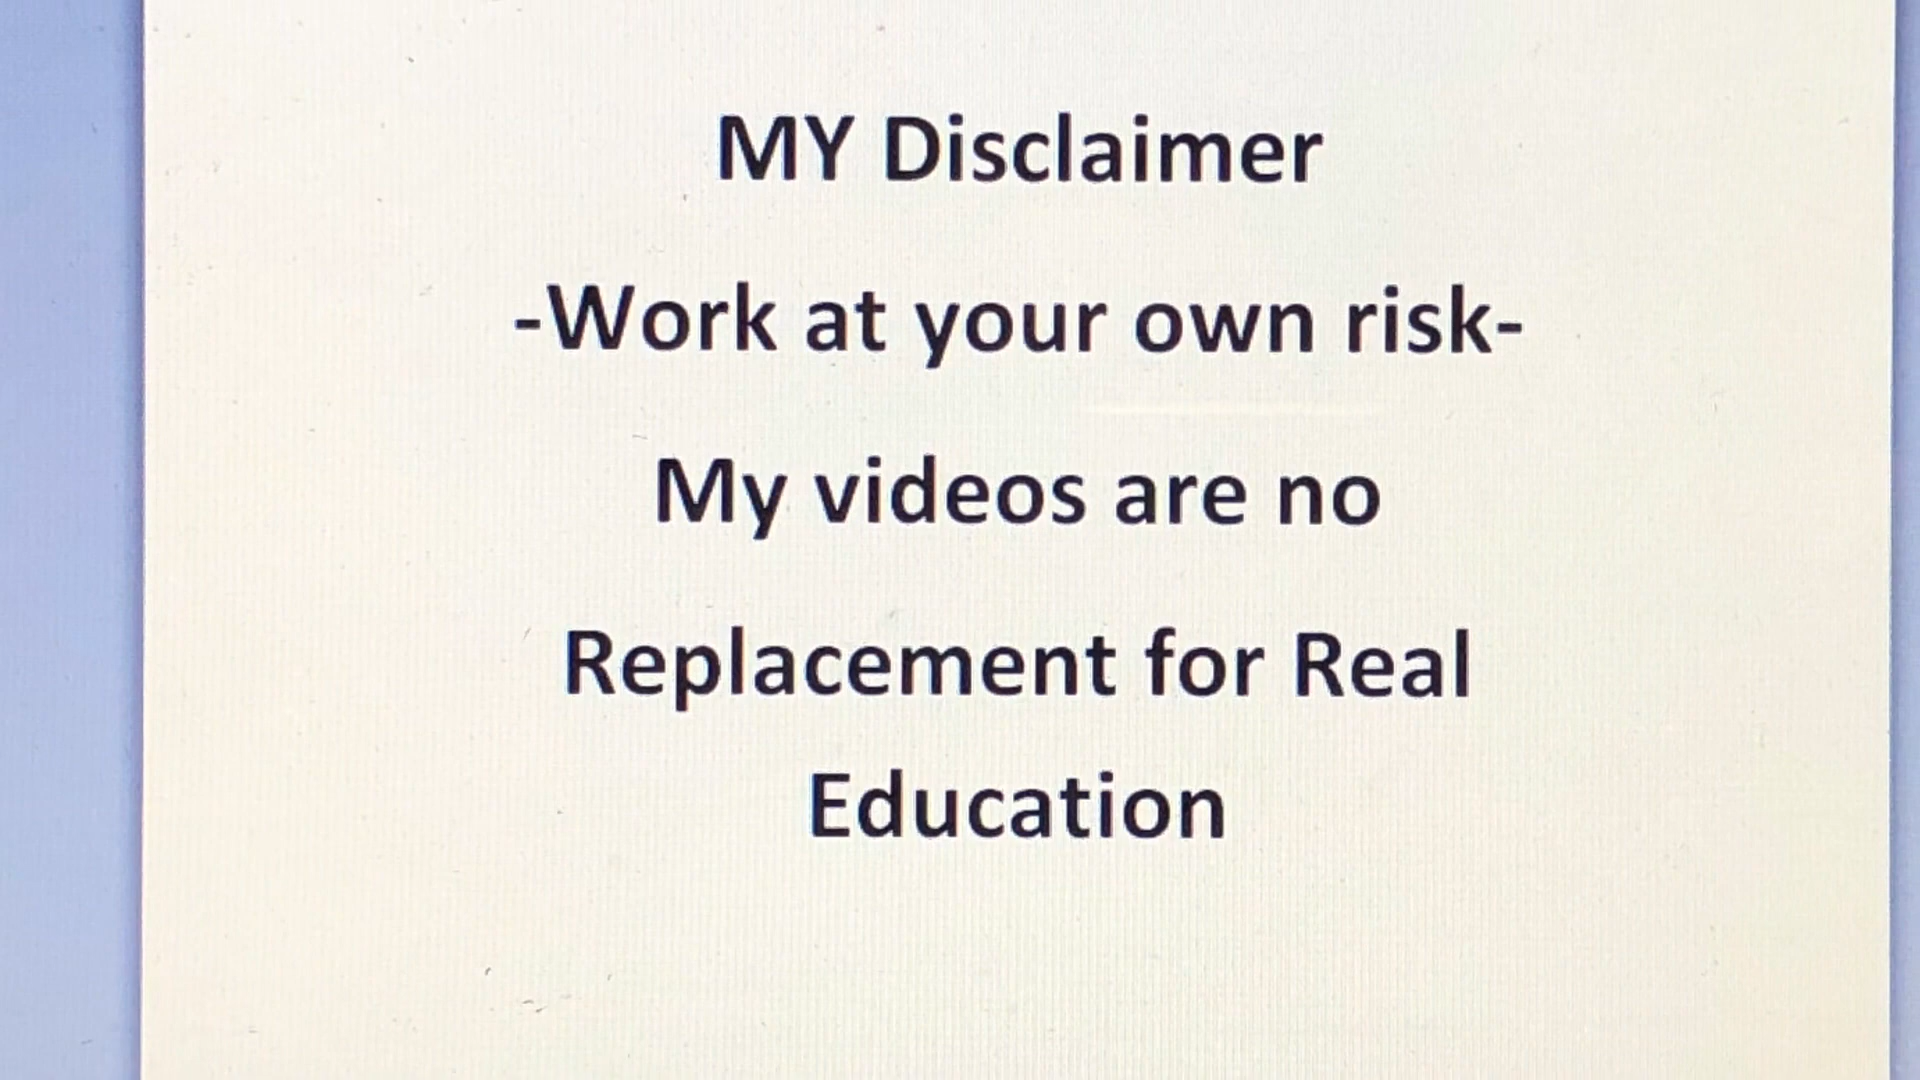 MY Disclaimer
-Work at your own risk-
My videos are no
Replacement for Real
Education